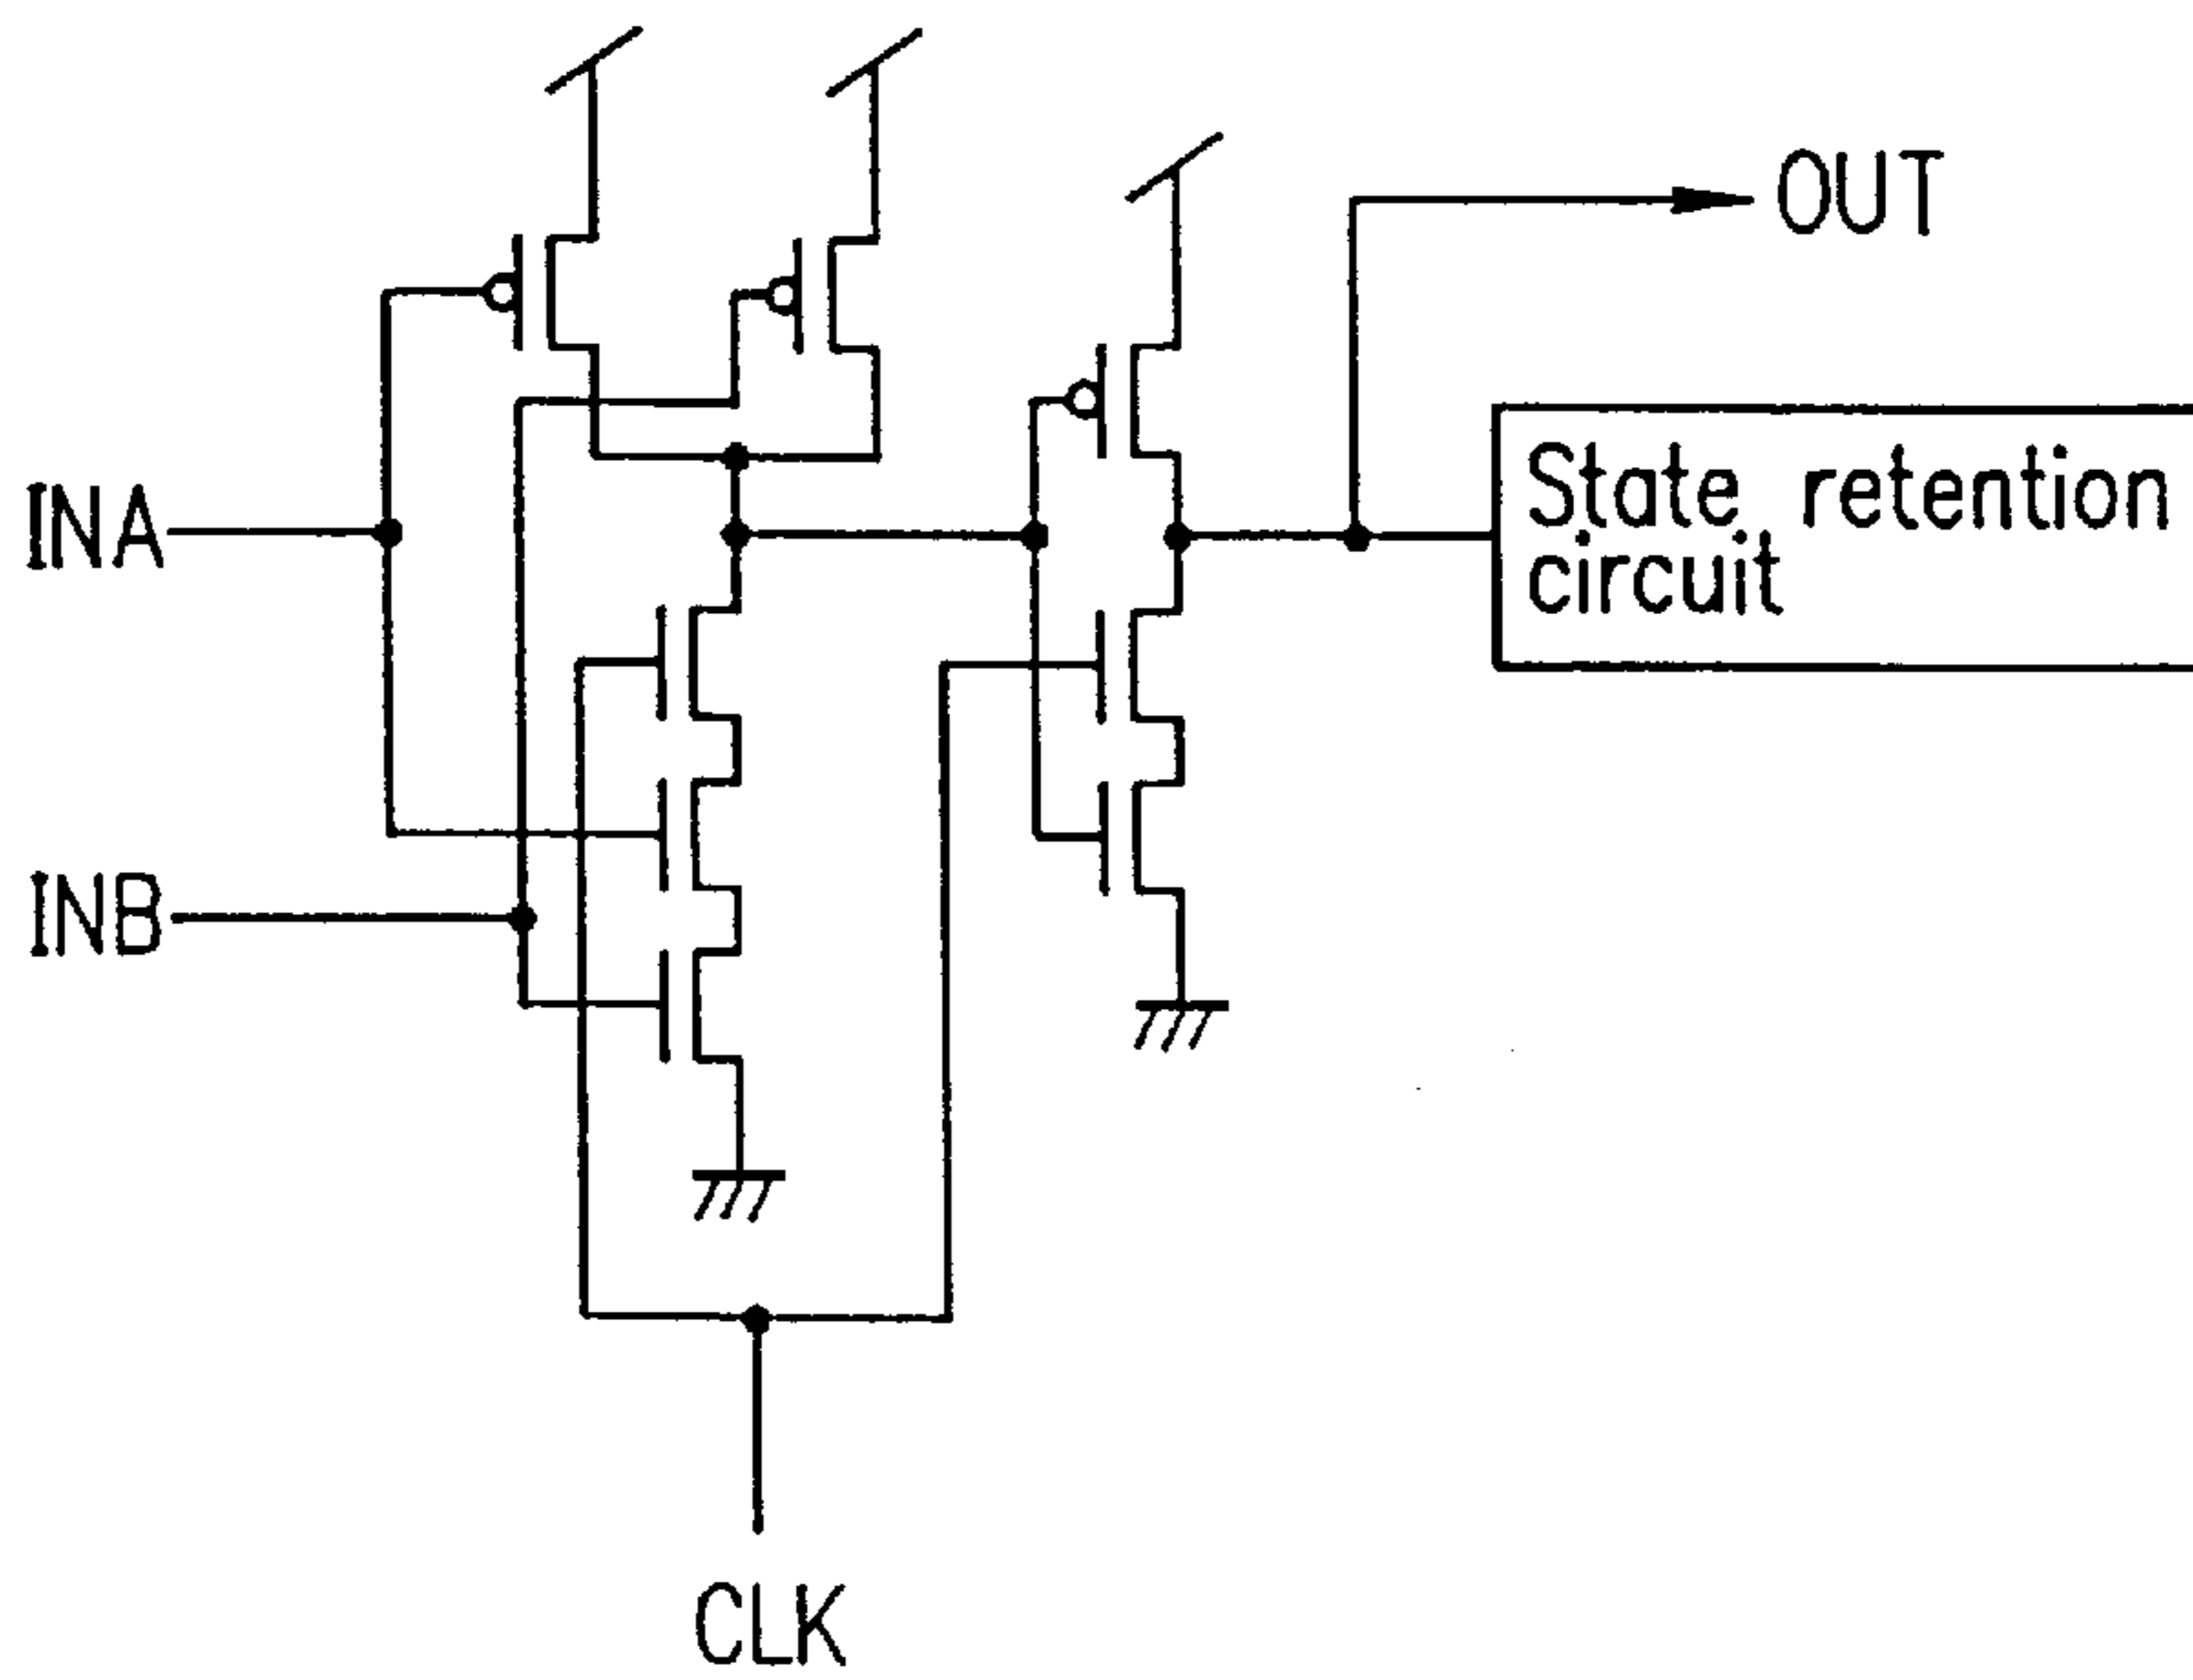 OUT
State retention
circuit
INA
INB
CLK